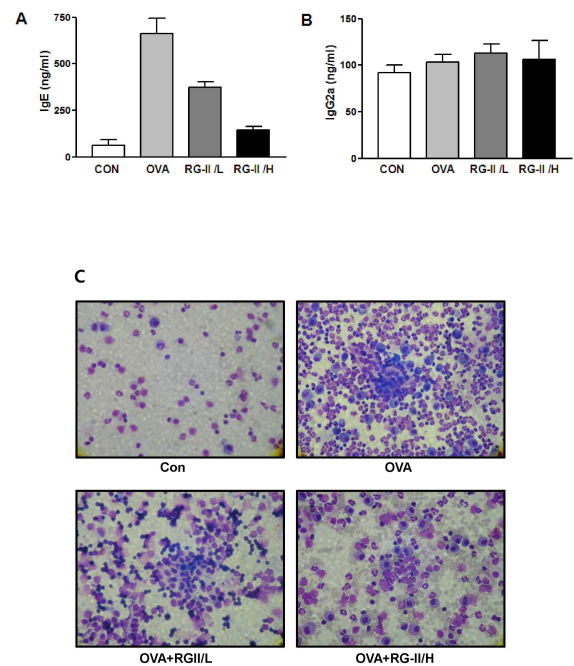 A
B
IgE (ng/ml)
750
500
250
0
CON OVA RG-II /L RG-II /H
IgG2a (ng/ml)
150
100
50
0
CON OVA RG-II /L RG-II /H
C
Con
OVA
OVA+RGII/L
OVA+RG-II/H